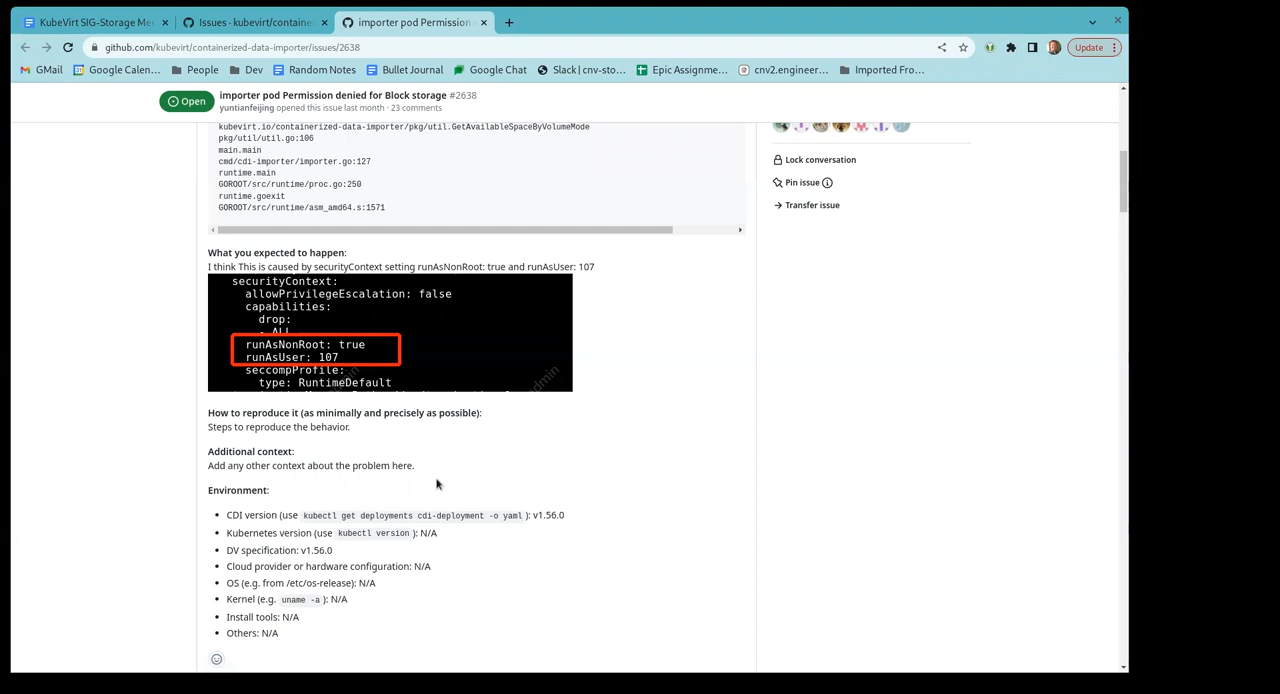 KubeVirt SIG-Storage Me
Issues · kubevirt/containe
importer pod Permission
github.com/kubevirt/containerized-data-importer/issues/2638
Update
GMail
Google Calen…
People
Dev
Random Notes
Bullet Journal
Google Chat
Slack | cnv-sto…
Epic Assignme…
cnv2.engineer…
Imported Fro…
Open
importer pod Permission denied for Block storage #2638
yuntianfeijing opened this issue last month · 23 comments
kubevirt.io/containerized-data-importer/pkg/util.GetAvailableSpaceByVolumeMode
pkg/util/util.go:106
main.main
cmd/cdi-importer/importer.go:127
runtime.main
GOROOT/src/runtime/proc.go:250
runtime.goexit
GOROOT/src/runtime/asm_amd64.s:1571
Lock conversation
Pin issue
Transfer issue
What you expected to happen:
I think This is caused by securityContext setting runAsNonRoot: true and runAsUser: 107
securityContext:
allowPrivilegeEscalation: false
capabilities:
drop:
- ALL
runAsNonRoot: true
runAsUser: 107
seccompProfile:
type: RuntimeDefault
How to reproduce it (as minimally and precisely as possible):
Steps to reproduce the behavior.
Additional context:
Add any other context about the problem here.
Environment:
• CDI version (use kubectl get deployments cdi-deployment -o yaml ): v1.56.0
• Kubernetes version (use kubectl version ): N/A
• DV specification: v1.56.0
• Cloud provider or hardware configuration: N/A
• OS (e.g. from /etc/os-release): N/A
• Kernel (e.g. uname -a ): N/A
• Install tools: N/A
• Others: N/A